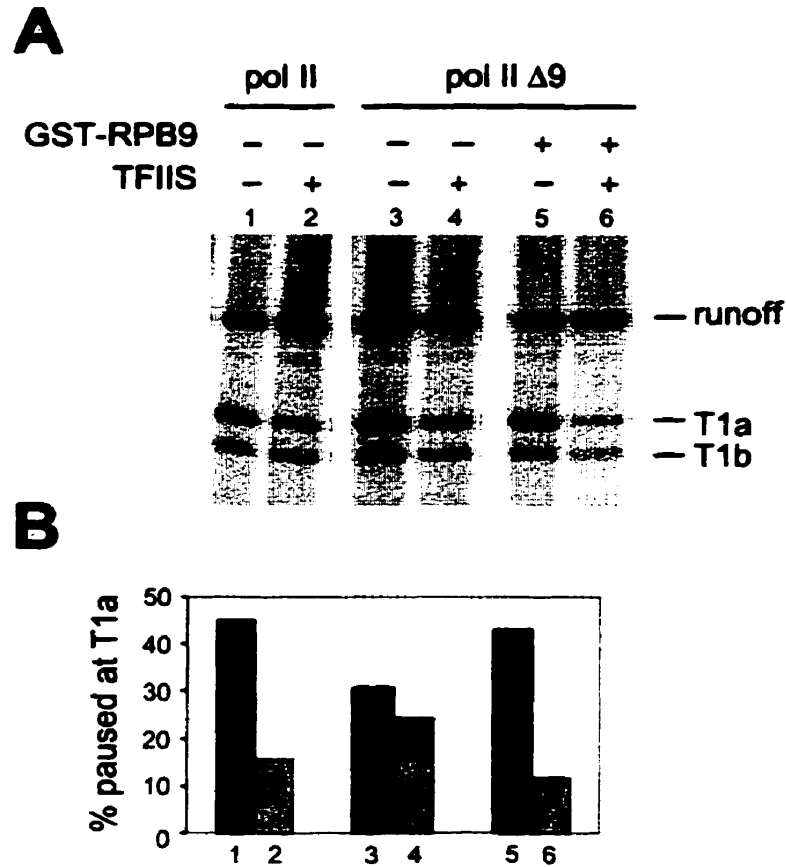 A
pol II pol II Δ9
GST-RPB9 – – – – + +
TFIIS – + – + – +
1 2 3 4 5 6
runoff
T1a
T1b
B
% paused at T1a
50
40
30
20
10
0
1 2 3 4 5 6